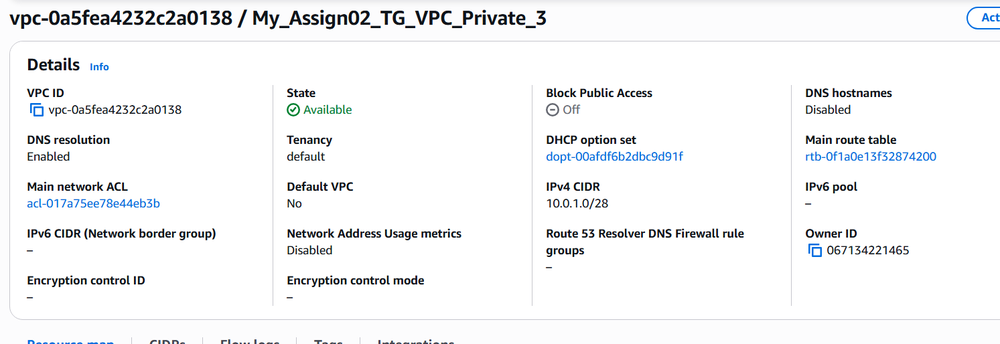 vpc-0a5fea4232c2a0138 / My_Assign02_TG_VPC_Private_3
Act
Details Info
VPC ID
vpc-0a5fea4232c2a0138
State
Available
Block Public Access
Off
DNS hostnames
Disabled
DNS resolution
Enabled
Tenancy
default
DHCP option set
dopt-00afdf6b2dbc9d91f
Main route table
rtb-0f1a0e13f32874200
Main network ACL
acl-017a75ee78e44eb3b
Default VPC
No
IPv4 CIDR
10.0.1.0/28
IPv6 pool
–
IPv6 CIDR (Network border group)
–
Network Address Usage metrics
Disabled
Route 53 Resolver DNS Firewall rule
groups
–
Owner ID
067134221465
Encryption control ID
–
Encryption control mode
–
Resource map
CIDRs
Flow logs
Tags
Integrations